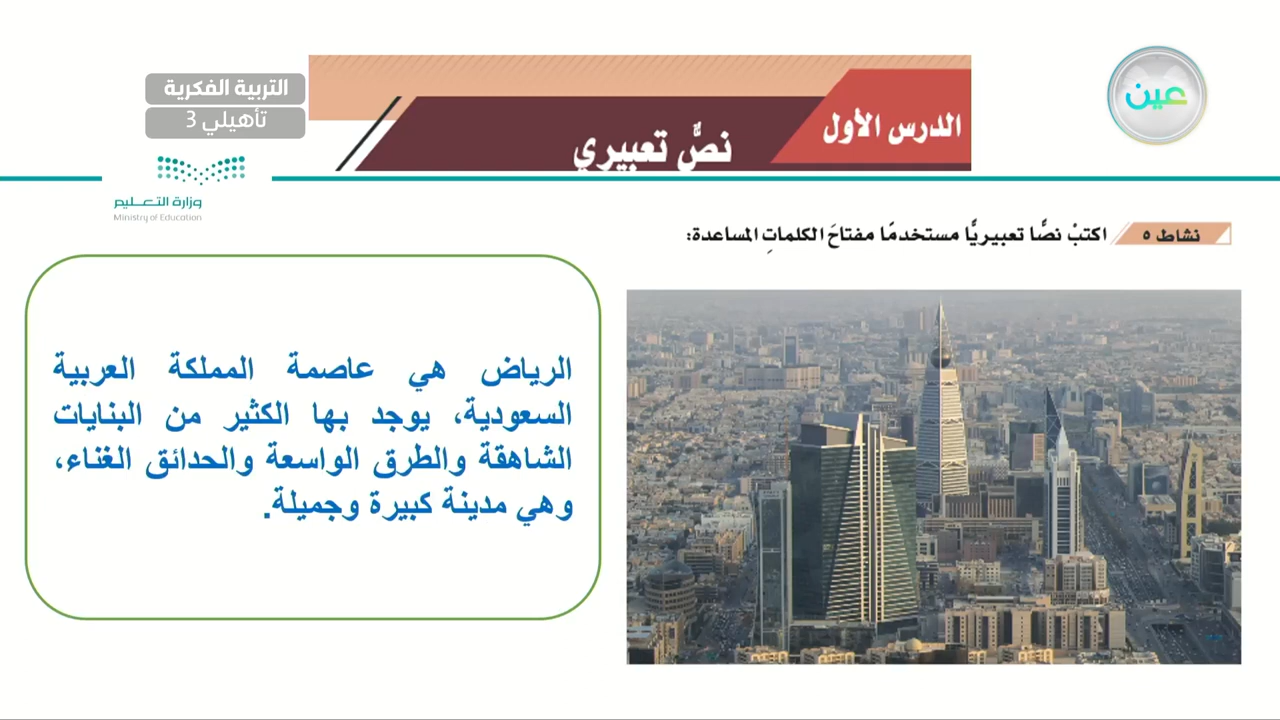 التربية الفكرية
تأهيلي 3
وزارة التعليم
Ministry of Education
الدرس الأول
نصٌّ تعبيري
عين
نشاط ٥
اكتبْ نصًّا تعبيريًّا مستخدمًا مفتاحَ الكلماتِ المساعدة:
الرياض هي عاصمة المملكة العربية
السعودية، يوجد بها الكثير من البنايات
الشاهقة والطرق الواسعة والحدائق الغناء،
وهي مدينة كبيرة وجميلة.